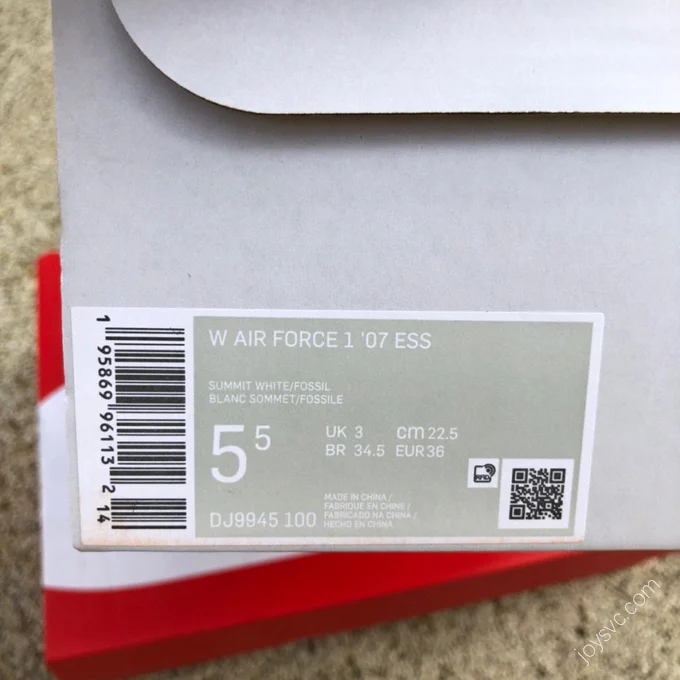 1 95869 96113 2 14
W AIR FORCE 1 '07 ESS
SUMMIT WHITE/FOSSIL
BLANC SOMMET/FOSSILE
5 5
UK 3 cm 22.5
BR 34.5 EUR 36
RFID
DJ9945 100
MADE IN CHINA /
FABRIQUE EN CHINE /
FABRICADO NA CHINA /
HECHO EN CHINA
joysvc.com